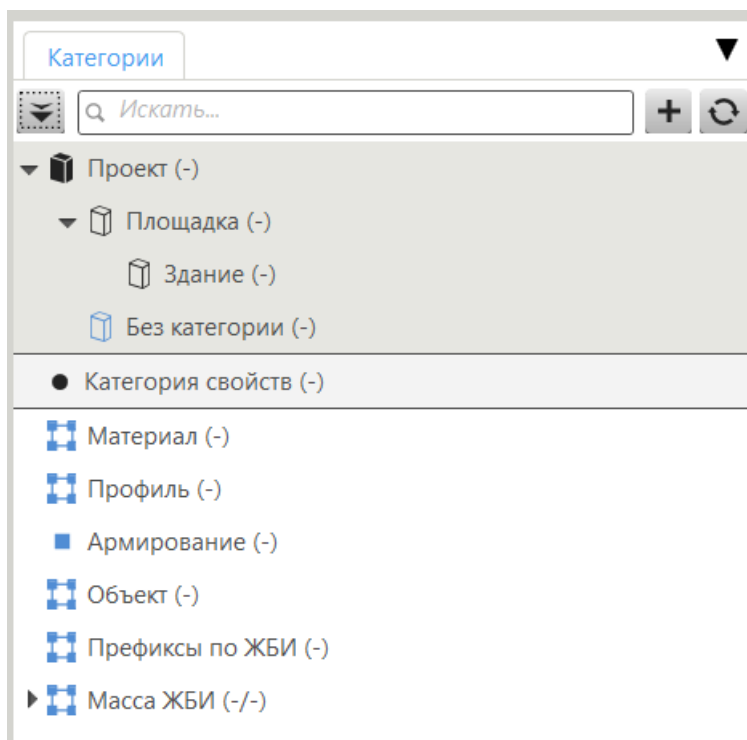 Категории
Искать...
Проект (-)
Площадка (-)
Здание (-)
Без категории (-)
Категория свойств (-)
Материал (-)
Профиль (-)
Армирование (-)
Объект (-)
Префиксы по ЖБИ (-)
Масса ЖБИ (-/-)